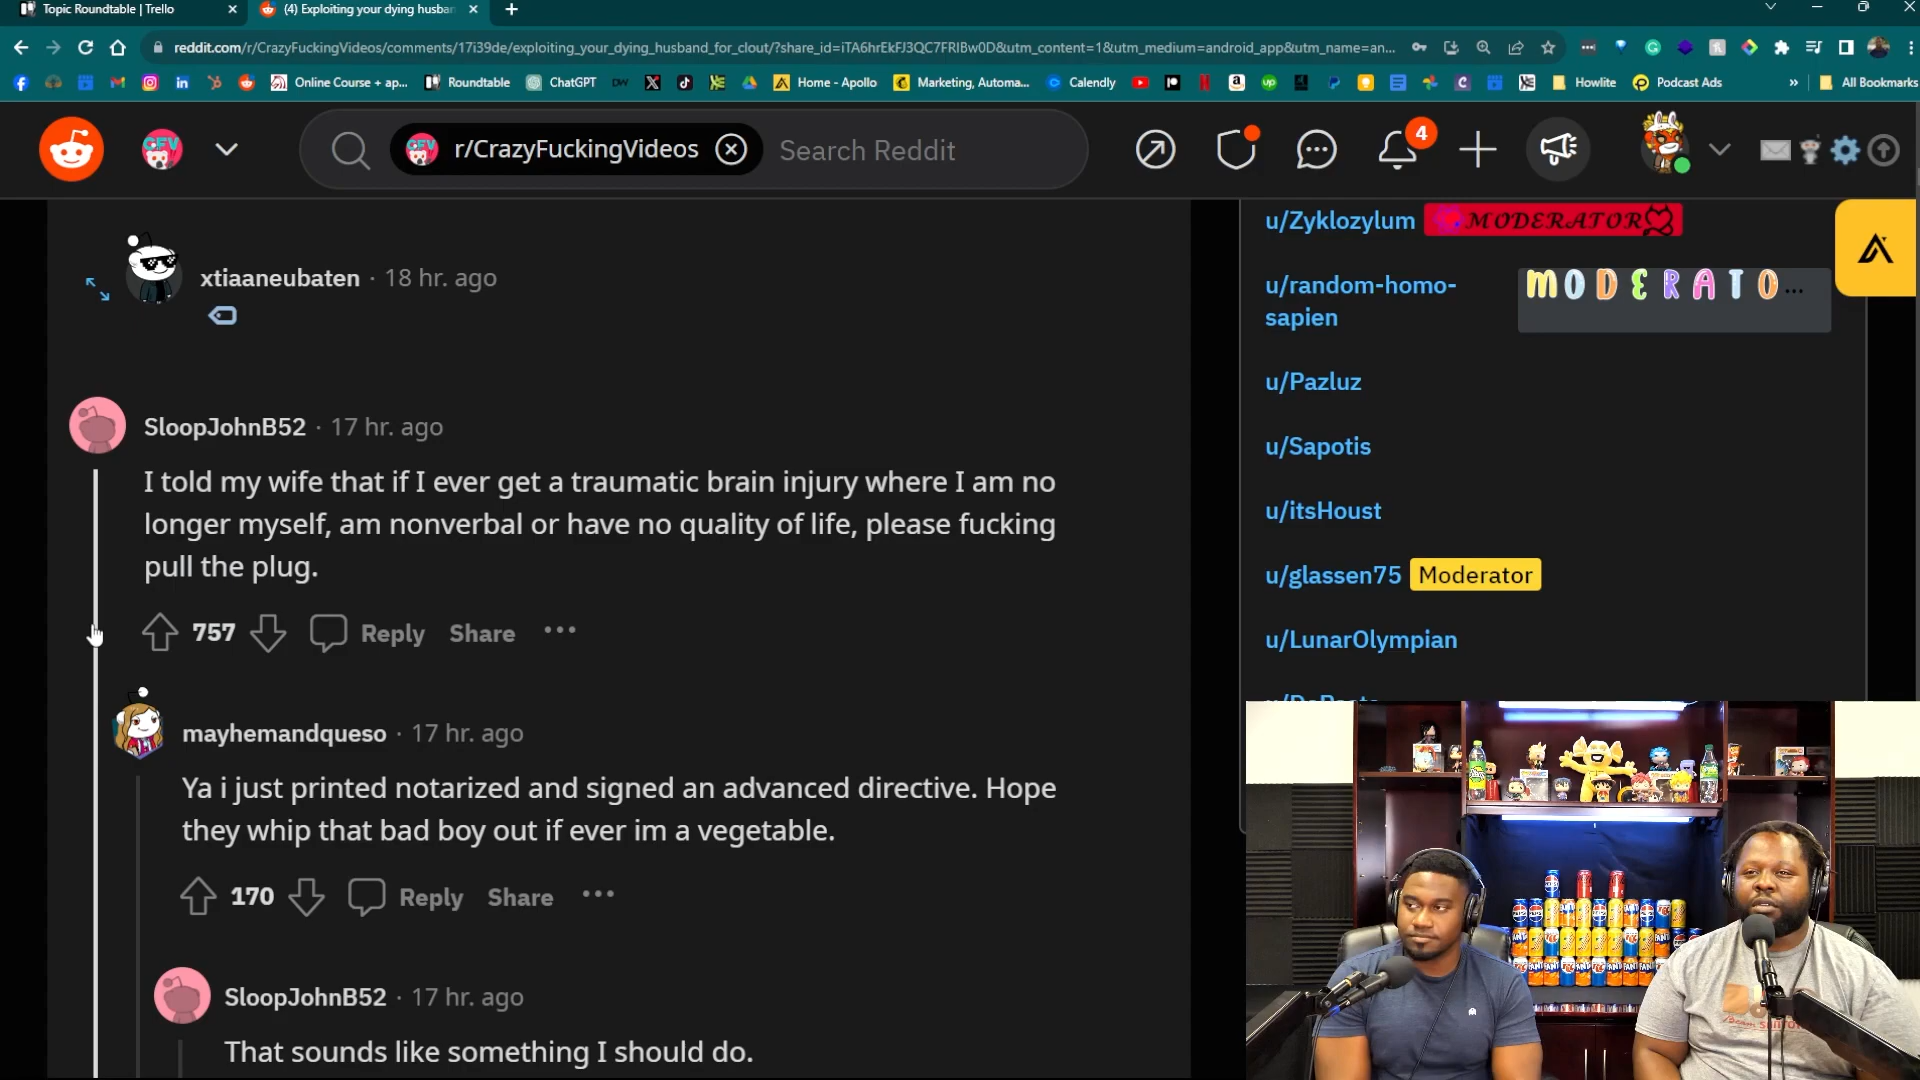 Topic Roundtable | Trello
(4) Exploiting your dying husban
reddit.com/r/CrazyFuckingVideos/comments/17i39de/exploiting_your_dying_husband_for_clout/?share_id=iTA6hrEkFJ3QC7FRIBw0D&utm_content=1&utm_medium=android_app&utm_name=an...
Online Course + ap... Roundtable ChatGPT Home - Apollo Marketing, Automa... Calendly Howlite Podcast Ads » All Bookmarks
r/CrazyFuckingVideos Search Reddit 4
xtiaaneubaten · 18 hr. ago
SloopJohnB52 · 17 hr. ago
I told my wife that if I ever get a traumatic brain injury where I am no
longer myself, am nonverbal or have no quality of life, please fucking
pull the plug.
757 Reply Share ...
mayhemandqueso · 17 hr. ago
Ya i just printed notarized and signed an advanced directive. Hope
they whip that bad boy out if ever im a vegetable.
170 Reply Share ...
SloopJohnB52 · 17 hr. ago
That sounds like something I should do.
u/Zyklozylum MODERATOR
u/random-homo-
sapien
MODERATO...
u/Pazluz
u/Sapotis
u/itsHoust
u/glassen75 Moderator
u/LunarOlympian